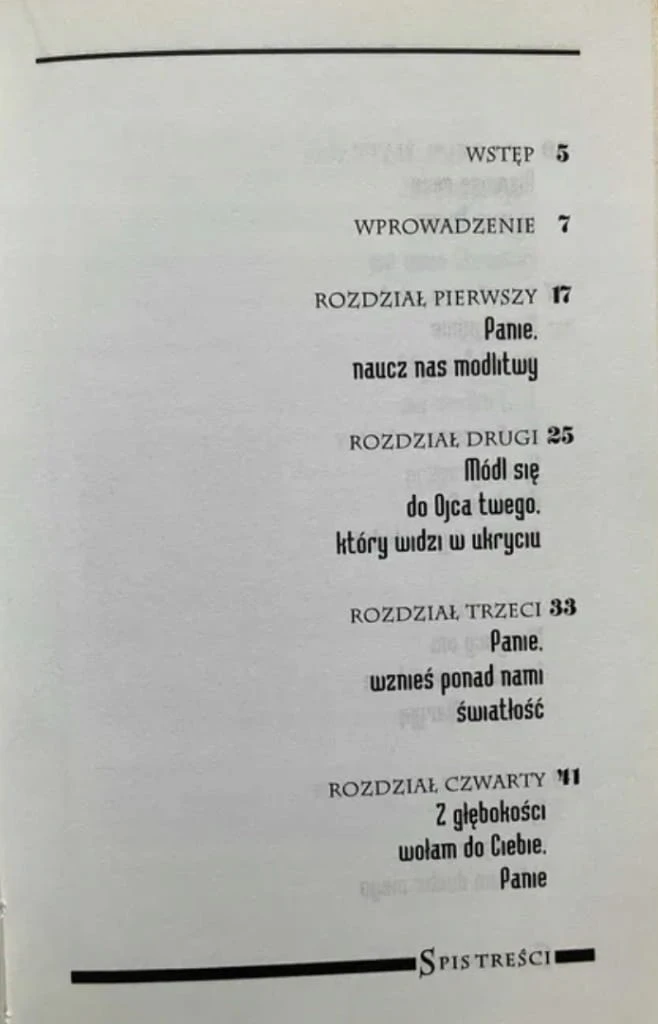 WSTĘP 5
WPROWADZENIE 7
ROZDZIAŁ PIERWSZY 17
Panie,
naucz nas modlitwy
ROZDZIAŁ DRUGI 25
Módl się
do Ojca twego,
który widzi w ukryciu
ROZDZIAŁ TRZECI 33
Panie,
wznieś ponad nami
światłość
ROZDZIAŁ CZWARTY 41
Z głębokości
wołam do Ciebie,
Panie
SPIS TREŚCI